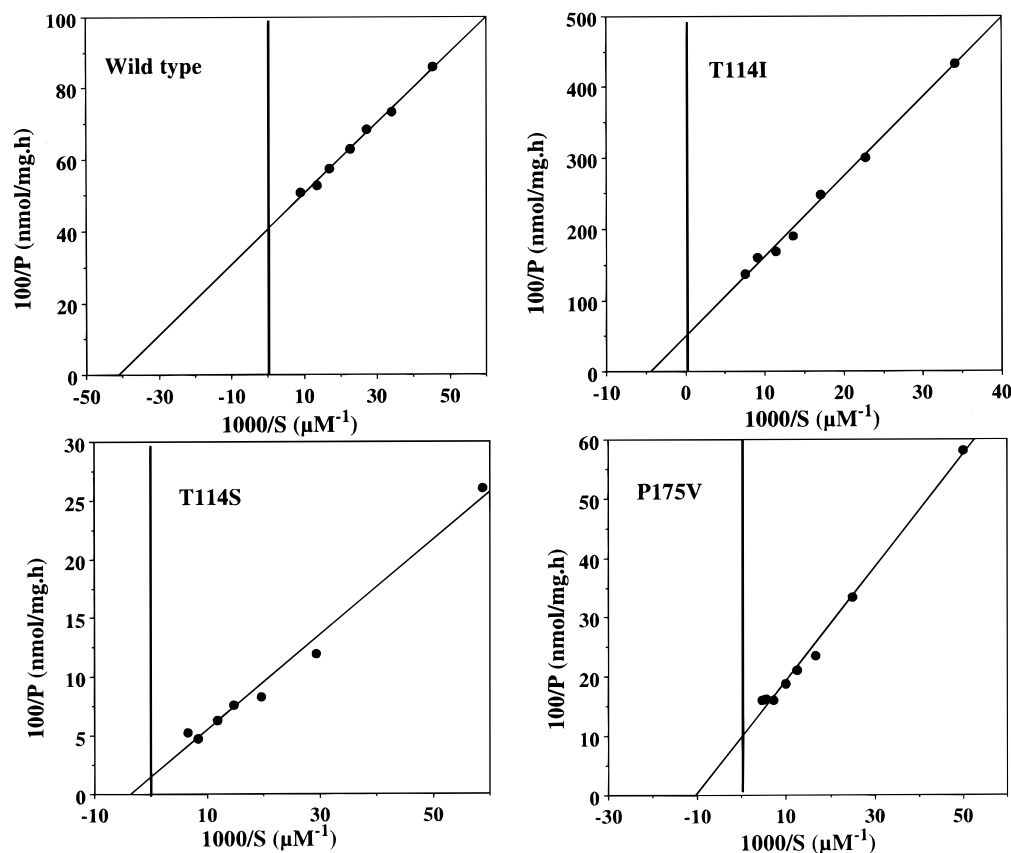 Wild type
100/P (nmol/mg.h)
100
80
60
40
20
0
-50 -30 -10 10 30 50
1000/S (µM⁻¹)
T114I
100/P (nmol/mg.h)
500
400
300
200
100
0
-10 0 10 20 30 40
1000/S (µM⁻¹)
T114S
100/P (nmol/mg.h)
30
25
20
15
10
5
0
-10 10 30 50
1000/S (µM⁻¹)
P175V
100/P (nmol/mg.h)
60
50
40
30
20
10
0
-30 -10 10 30 50
1000/S (µM⁻¹)